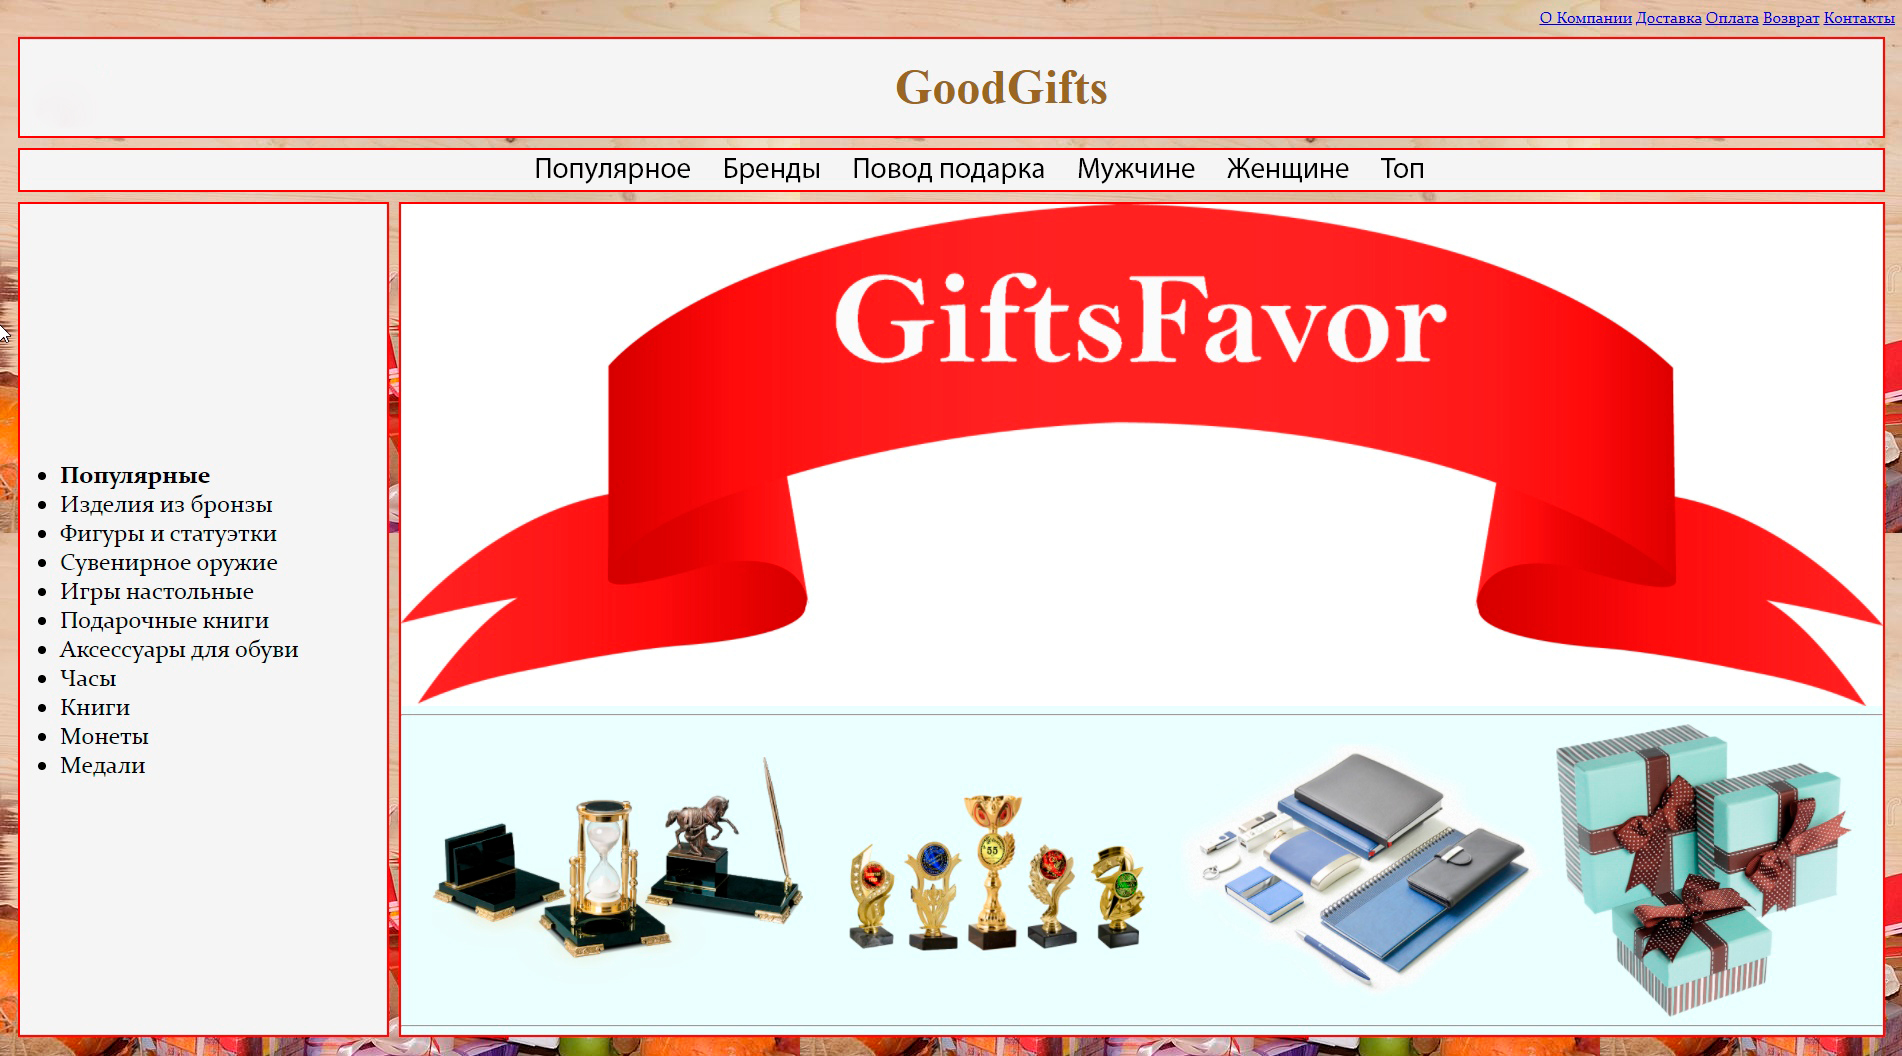 О Компании Доставка Оплата Возврат Контакты
GoodGifts
Популярное Бренды Повод подарка Мужчине Женщине Топ
GiftsFavor
Популярные
Изделия из бронзы
Фигуры и статуэтки
Сувенирное оружие
Игры настольные
Подарочные книги
Аксессуары для обуви
Часы
Книги
Монеты
Медали
55